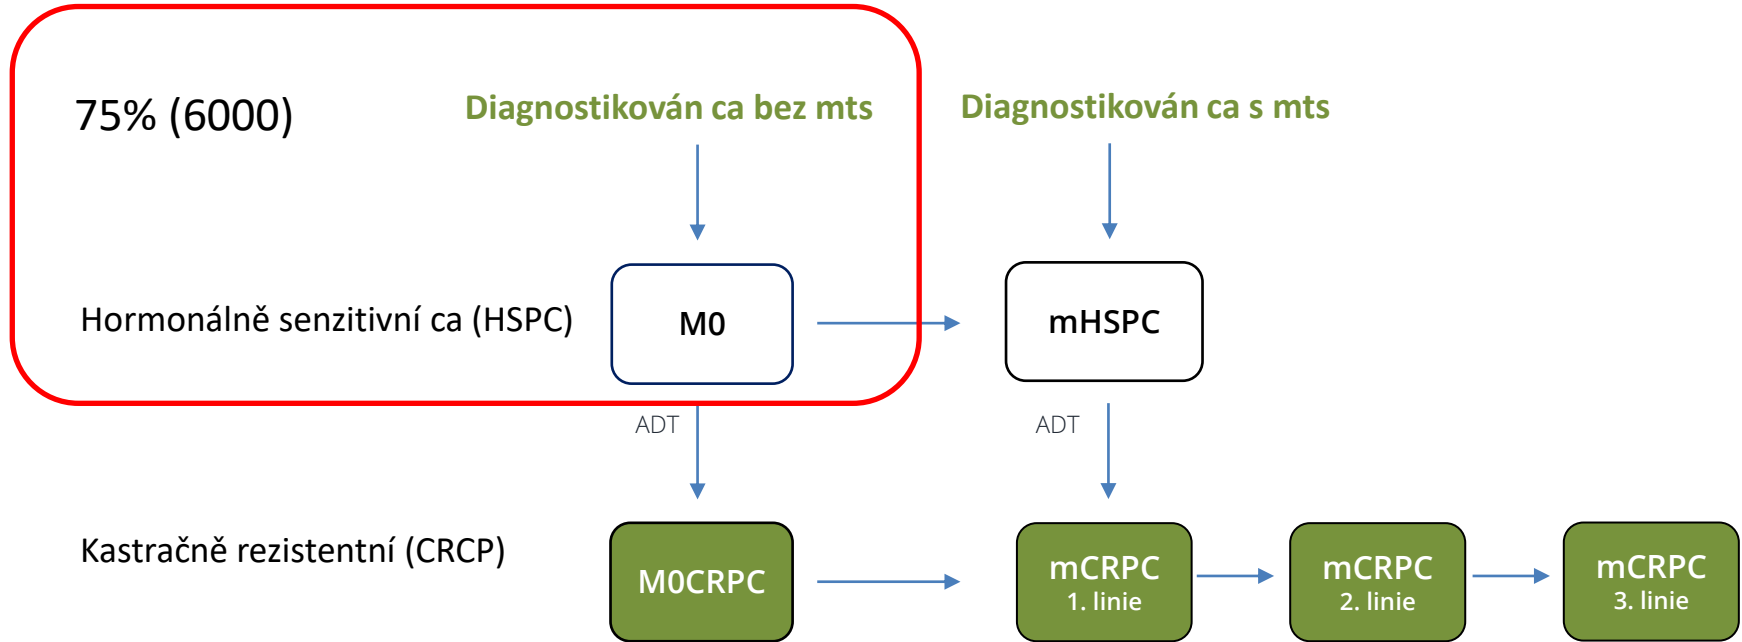 75% (6000)
Diagnostikován ca bez mts
Diagnostikován ca s mts
Hormonálně senzitivní ca (HSPC)
M0
mHSPC
ADT
ADT
Kastračně rezistentní (CRCP)
M0CRPC
mCRPC
1. linie
mCRPC
2. linie
mCRPC
3. linie